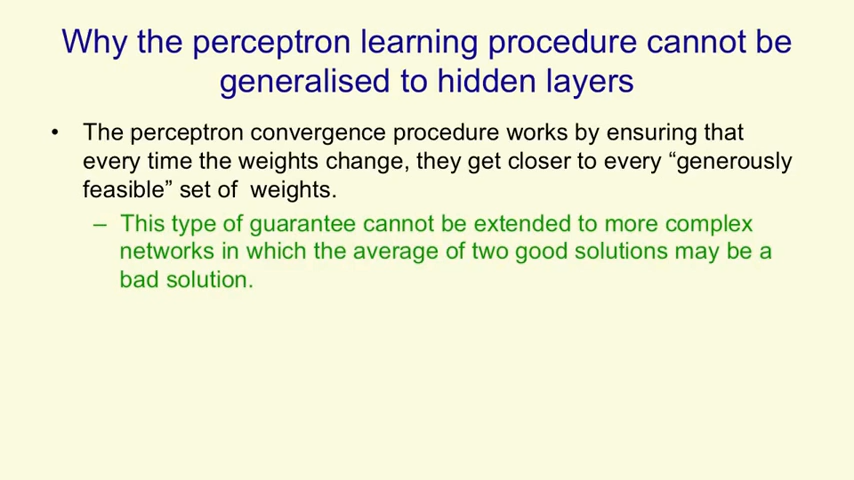 Why the perceptron learning procedure cannot be
generalised to hidden layers
• The perceptron convergence procedure works by ensuring that
every time the weights change, they get closer to every “generously
feasible” set of weights.
– This type of guarantee cannot be extended to more complex
networks in which the average of two good solutions may be a
bad solution.